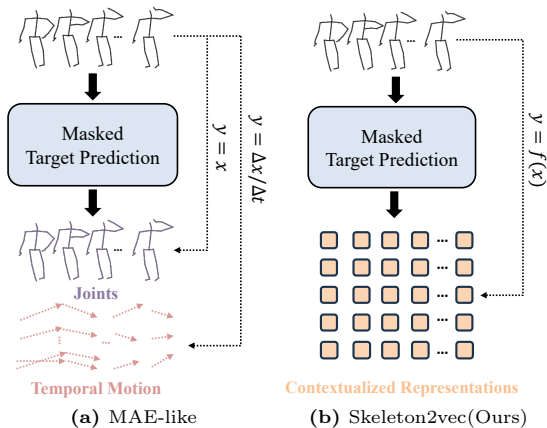 Masked
Target Prediction
y = x
y = Δx/Δt
Joints
Temporal Motion
(a) MAE-like
Masked
Target Prediction
y = f(x)
Contextualized Representations
(b) Skeleton2vec(Ours)